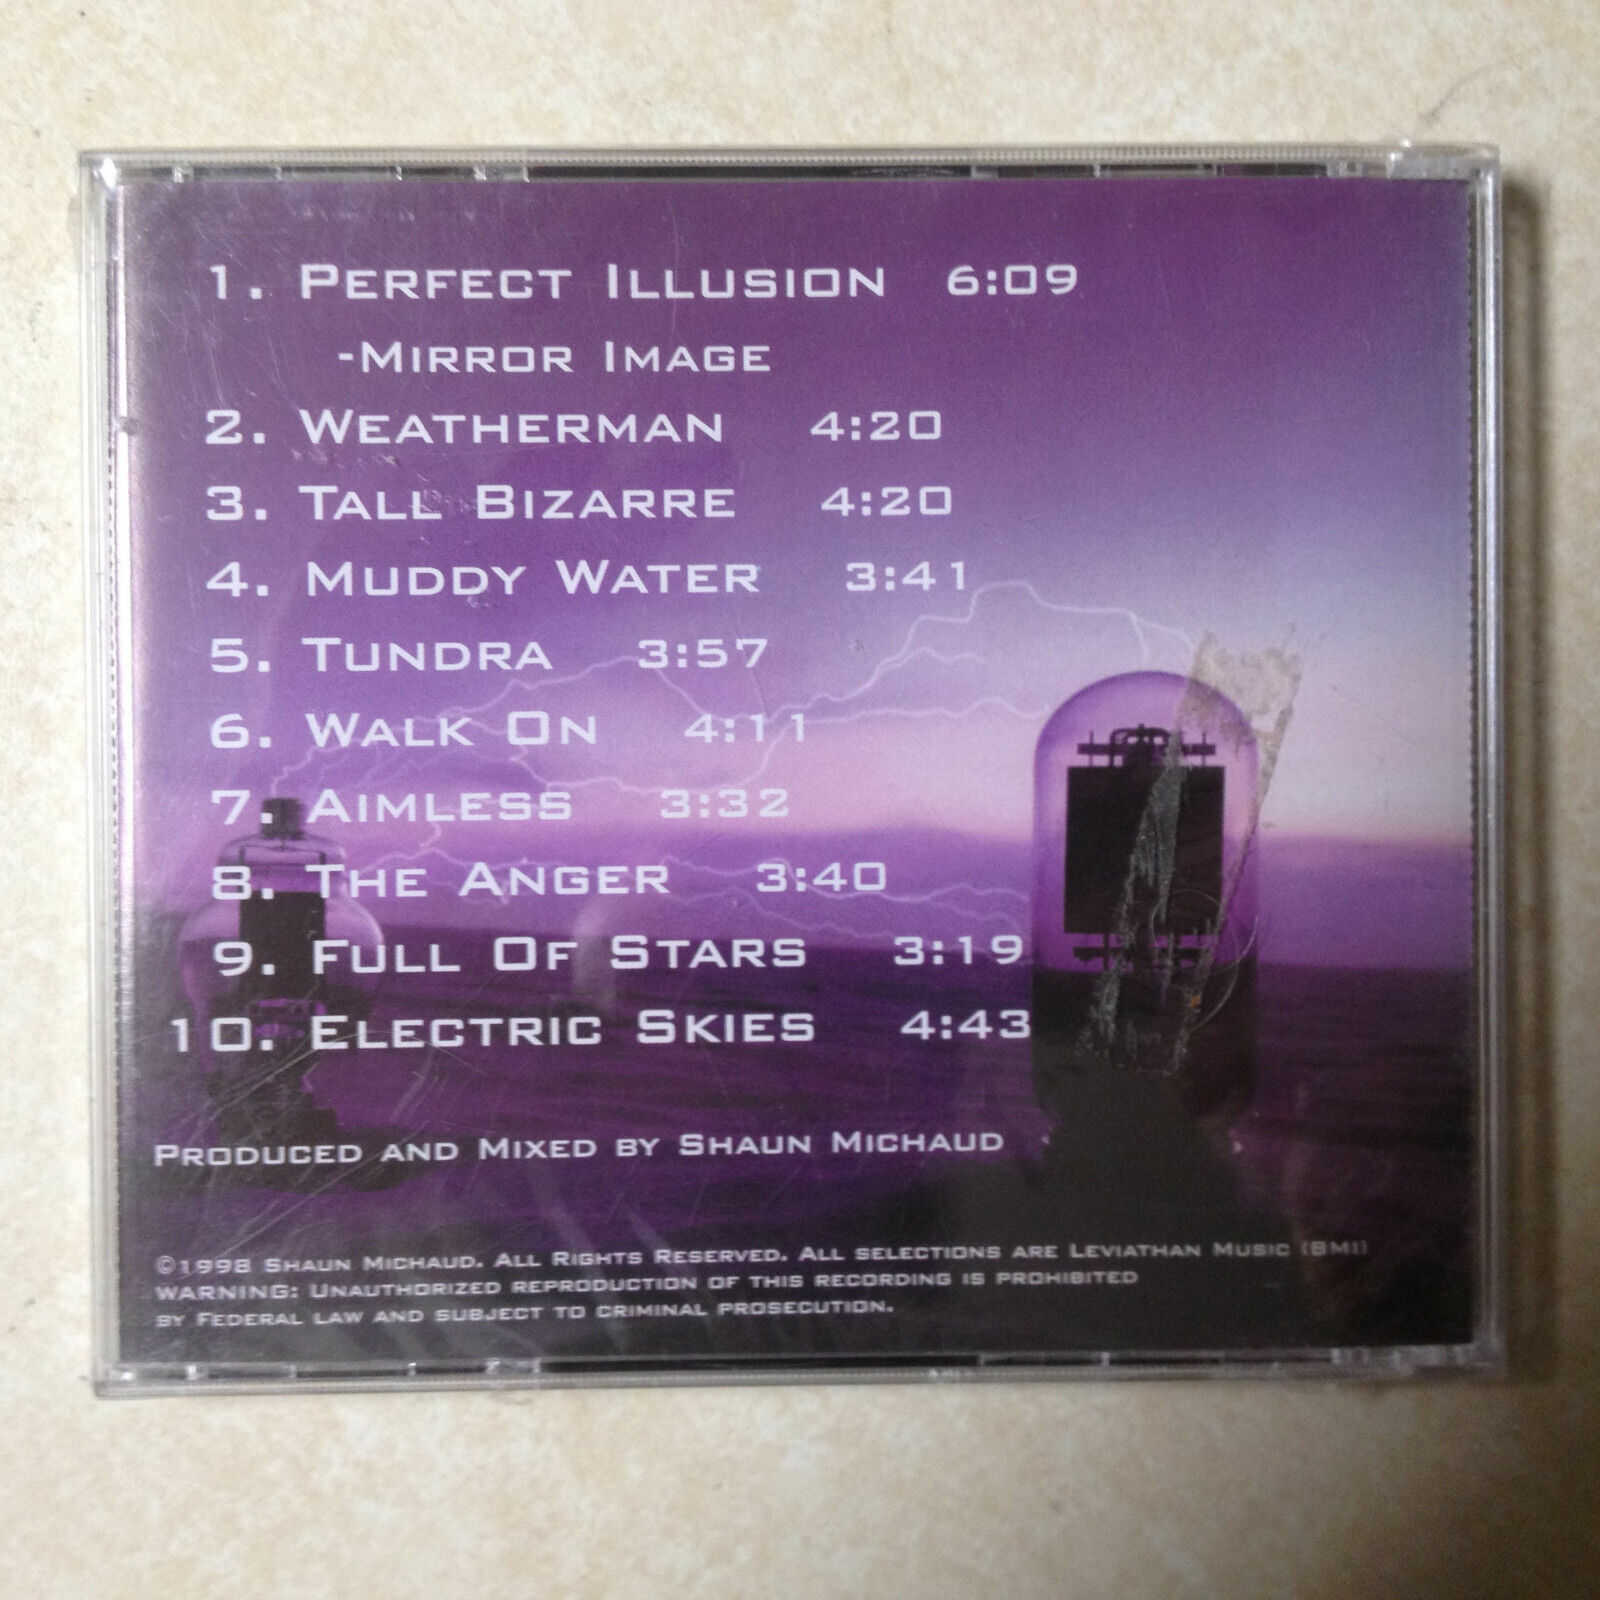 1. Perfect Illusion 6:09
-Mirror Image
2. Weatherman 4:20
3. Tall Bizarre 4:20
4. Muddy Water 3:41
5. Tundra 3:57
6. Walk On 4:11
7. Aimless 3:32
8. The Anger 3:40
9. Full Of Stars 3:19
10. Electric Skies 4:43
Produced and Mixed by Shaun Michaud
©1998 Shaun Michaud. All Rights Reserved. All selections are Leviathan Music (BMI)
WARNING: Unauthorized reproduction of this recording is prohibited
by Federal law and subject to criminal prosecution.